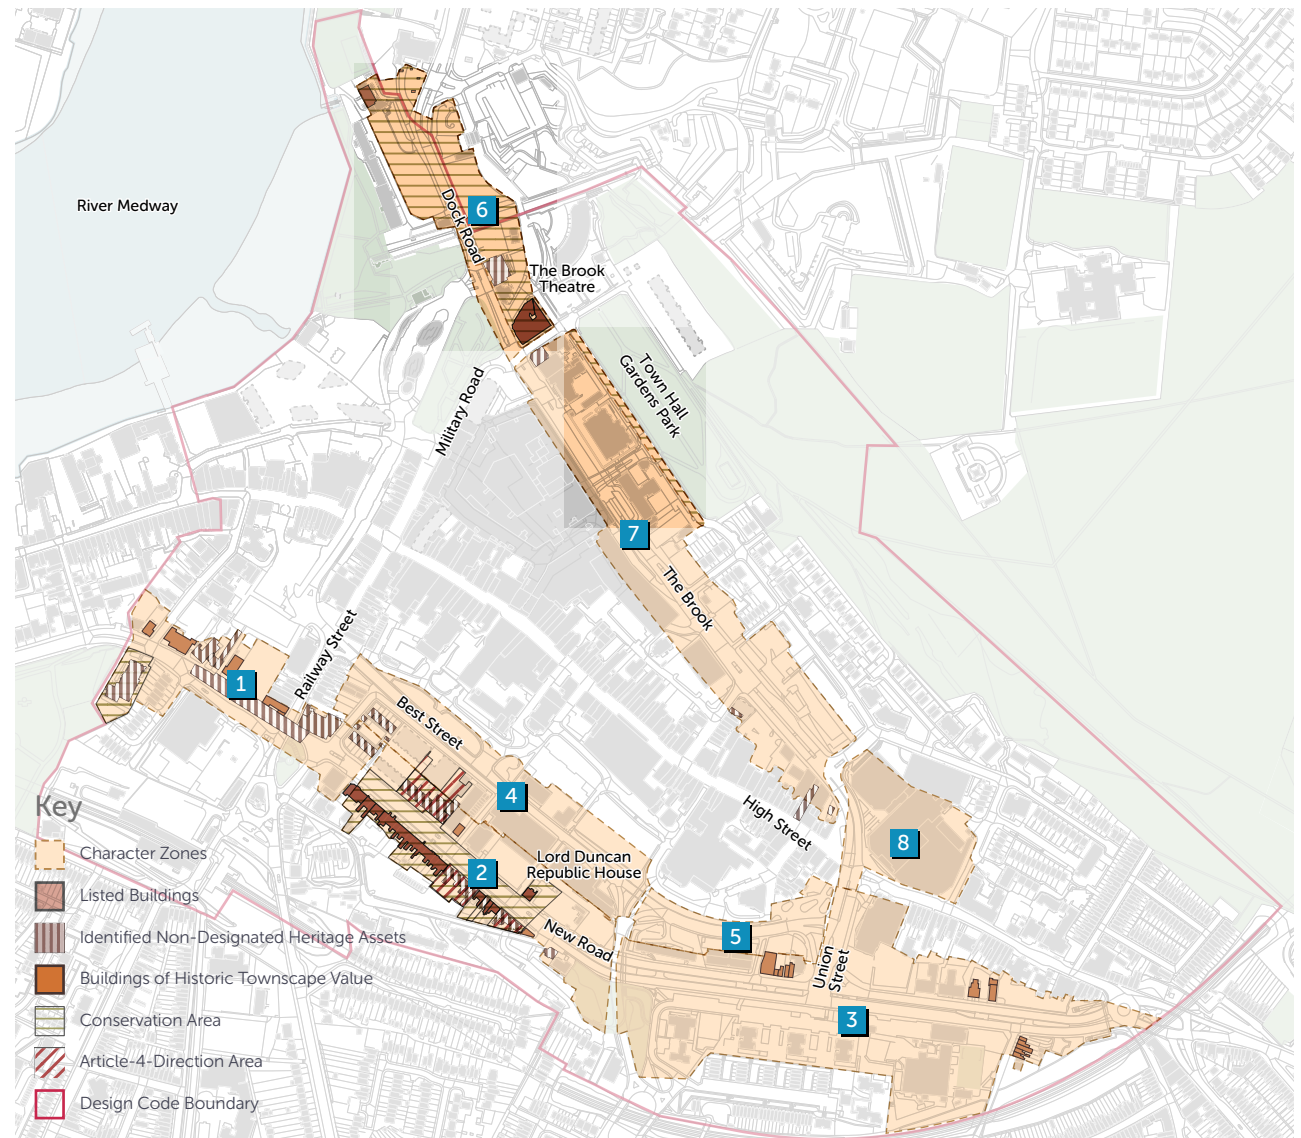 River Medway
6
Dock Road
The Brook
Theatre
Town Hall
Gardens Park
Military Road
7
The Brook
Railway Street
1
Best Street
4
High Street
8
Key
Character Zones
Listed Buildings
Identified Non-Designated Heritage Assets
Buildings of Historic Townscape Value
Conservation Area
Article-4-Direction Area
Design Code Boundary
2
Lord Duncan
Republic House
New Road
5
Union
Street
3